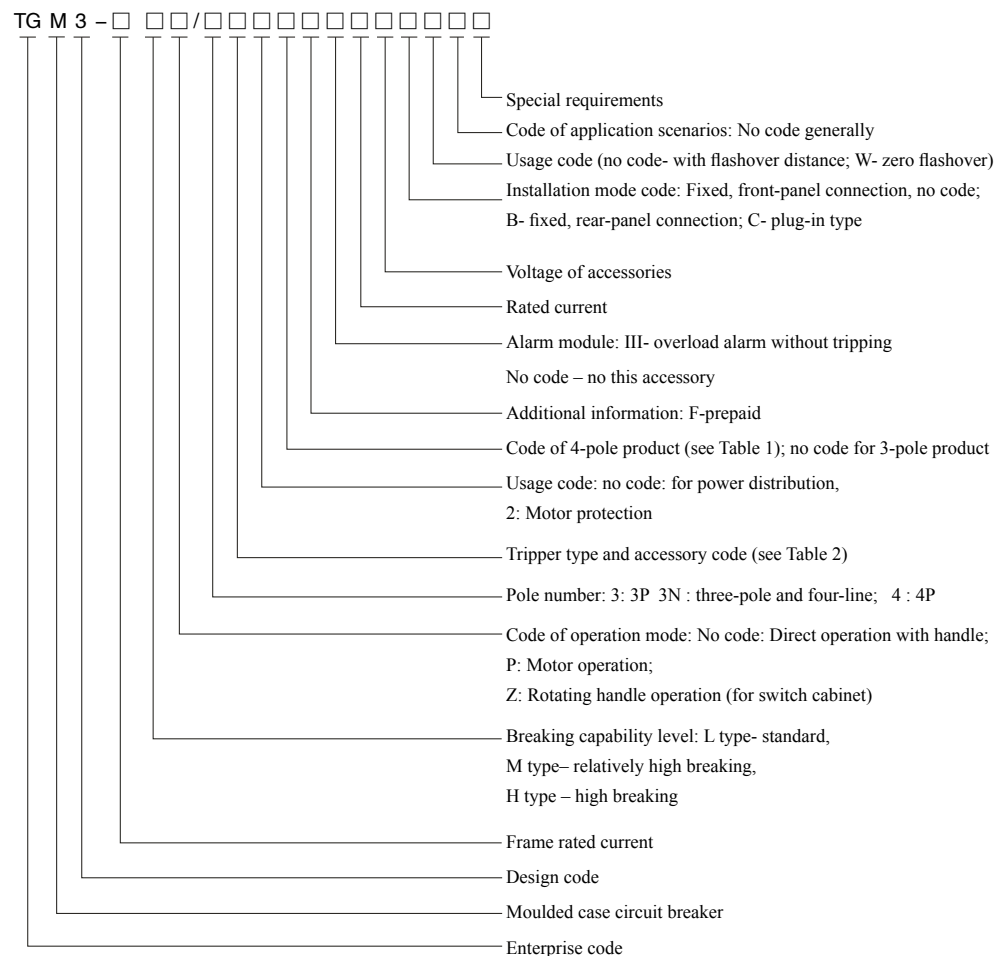 TG M 3 – □ □ □ / □ □ □ □ □ □ □ □ □ □ □ □
Special requirements
Code of application scenarios: No code generally
Usage code (no code- with flashover distance; W- zero flashover)
Installation mode code: Fixed, front-panel connection, no code;
B- fixed, rear-panel connection; C- plug-in type
Voltage of accessories
Rated current
Alarm module: III- overload alarm without tripping
No code – no this accessory
Additional information: F-prepaid
Code of 4-pole product (see Table 1); no code for 3-pole product
Usage code: no code: for power distribution,
2: Motor protection
Tripper type and accessory code (see Table 2)
Pole number: 3: 3P 3N : three-pole and four-line; 4 : 4P
Code of operation mode: No code: Direct operation with handle;
P: Motor operation;
Z: Rotating handle operation (for switch cabinet)
Breaking capability level: L type- standard,
M type– relatively high breaking,
H type – high breaking
Frame rated current
Design code
Moulded case circuit breaker
Enterprise code